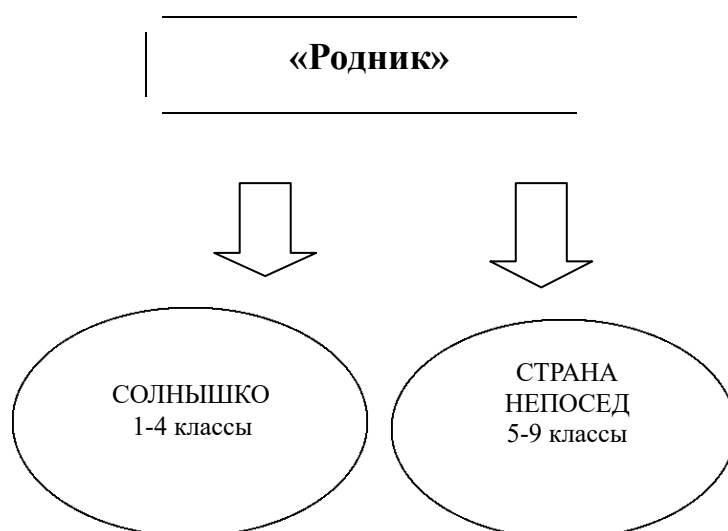 «Родник»
СОЛНЫШКО
1-4 классы
СТРАНА
НЕПОСЕД
5-9 классы